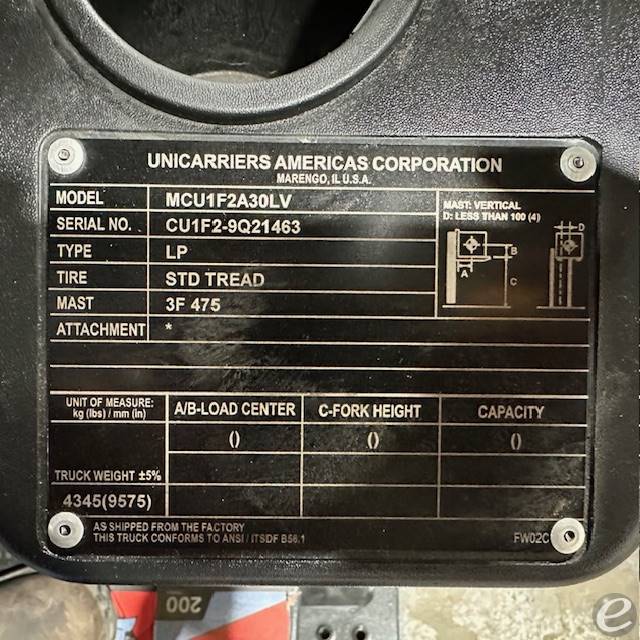 UNICARRIERS AMERICAS CORPORATION
MARENGO, IL U.S.A.
MODEL MCU1F2A30LV
SERIAL NO. CU1F2-9Q21463
TYPE LP
TIRE STD TREAD
MAST 3F 475
ATTACHMENT *
MAST: VERTICAL
D: LESS THAN 100 (4)
D
B
A
C
UNIT OF MEASURE:
kg (lbs) / mm (in)
A/B-LOAD CENTER C-FORK HEIGHT CAPACITY
() () ()
TRUCK WEIGHT ±5%
4345(9575)
AS SHIPPED FROM THE FACTORY
THIS TRUCK CONFORMS TO ANSI / ITSDF B56.1
FW02C
200
e